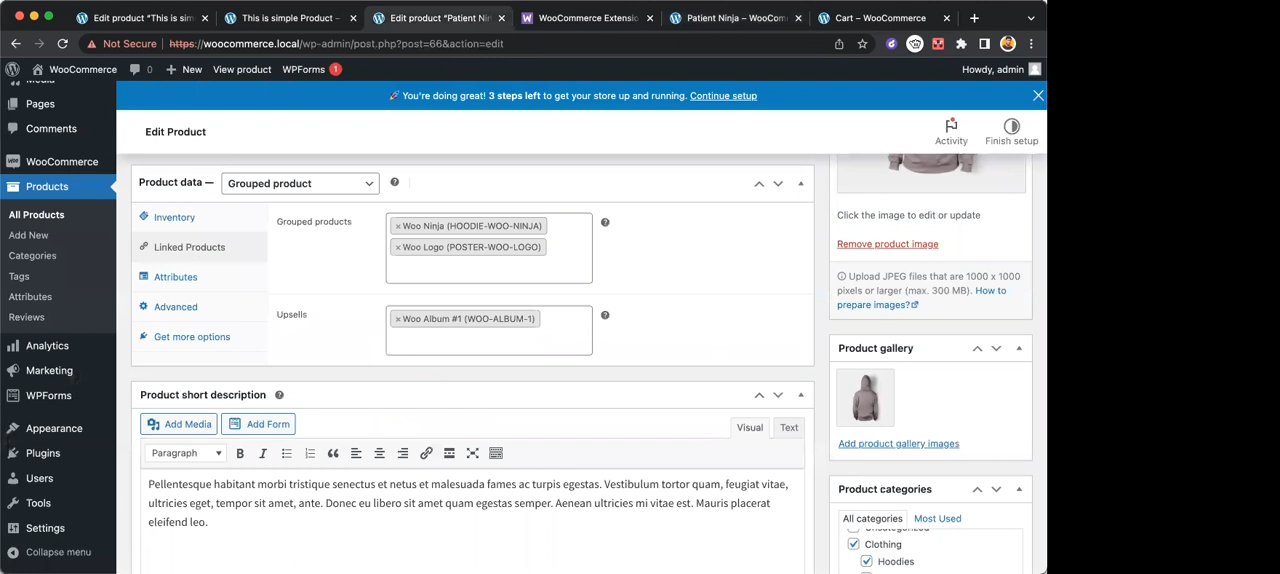 Edit product "This is sim
This is simple Product –
Edit product "Patient Nin
WooCommerce Extensio
Patient Ninja – WooCom
Cart – WooCommerce
Not Secure https://woocommerce.local/wp-admin/post.php?post=66&action=edit
WooCommerce 0 New View product WPForms 1 Howdy, admin
Media
Pages
Comments
WooCommerce
Products
All Products
Add New
Categories
Tags
Attributes
Reviews
Analytics
Marketing
WPForms
Appearance
Plugins
Users
Tools
Settings
Collapse menu
🚀 You're doing great! 3 steps left to get your store up and running. Continue setup
Edit Product
Activity
Finish setup
Product data — Grouped product
Inventory
Linked Products
Attributes
Advanced
Get more options
Grouped products
× Woo Ninja (HOODIE-WOO-NINJA)
× Woo Logo (POSTER-WOO-LOGO)
Upsells
× Woo Album #1 (WOO-ALBUM-1)
Product short description
Add Media Add Form
Visual Text
Paragraph
Pellentesque habitant morbi tristique senectus et netus et malesuada fames ac turpis egestas. Vestibulum tortor quam, feugiat vitae,
ultricies eget, tempor sit amet, ante. Donec eu libero sit amet quam egestas semper. Aenean ultricies mi vitae est. Mauris placerat
eleifend leo.
Click the image to edit or update
Remove product image
Upload JPEG files that are 1000 x 1000
pixels or larger (max. 300 MB). How to
prepare images?
Product gallery
Add product gallery images
Product categories
All categories Most Used
Uncategorized
Clothing
Hoodies